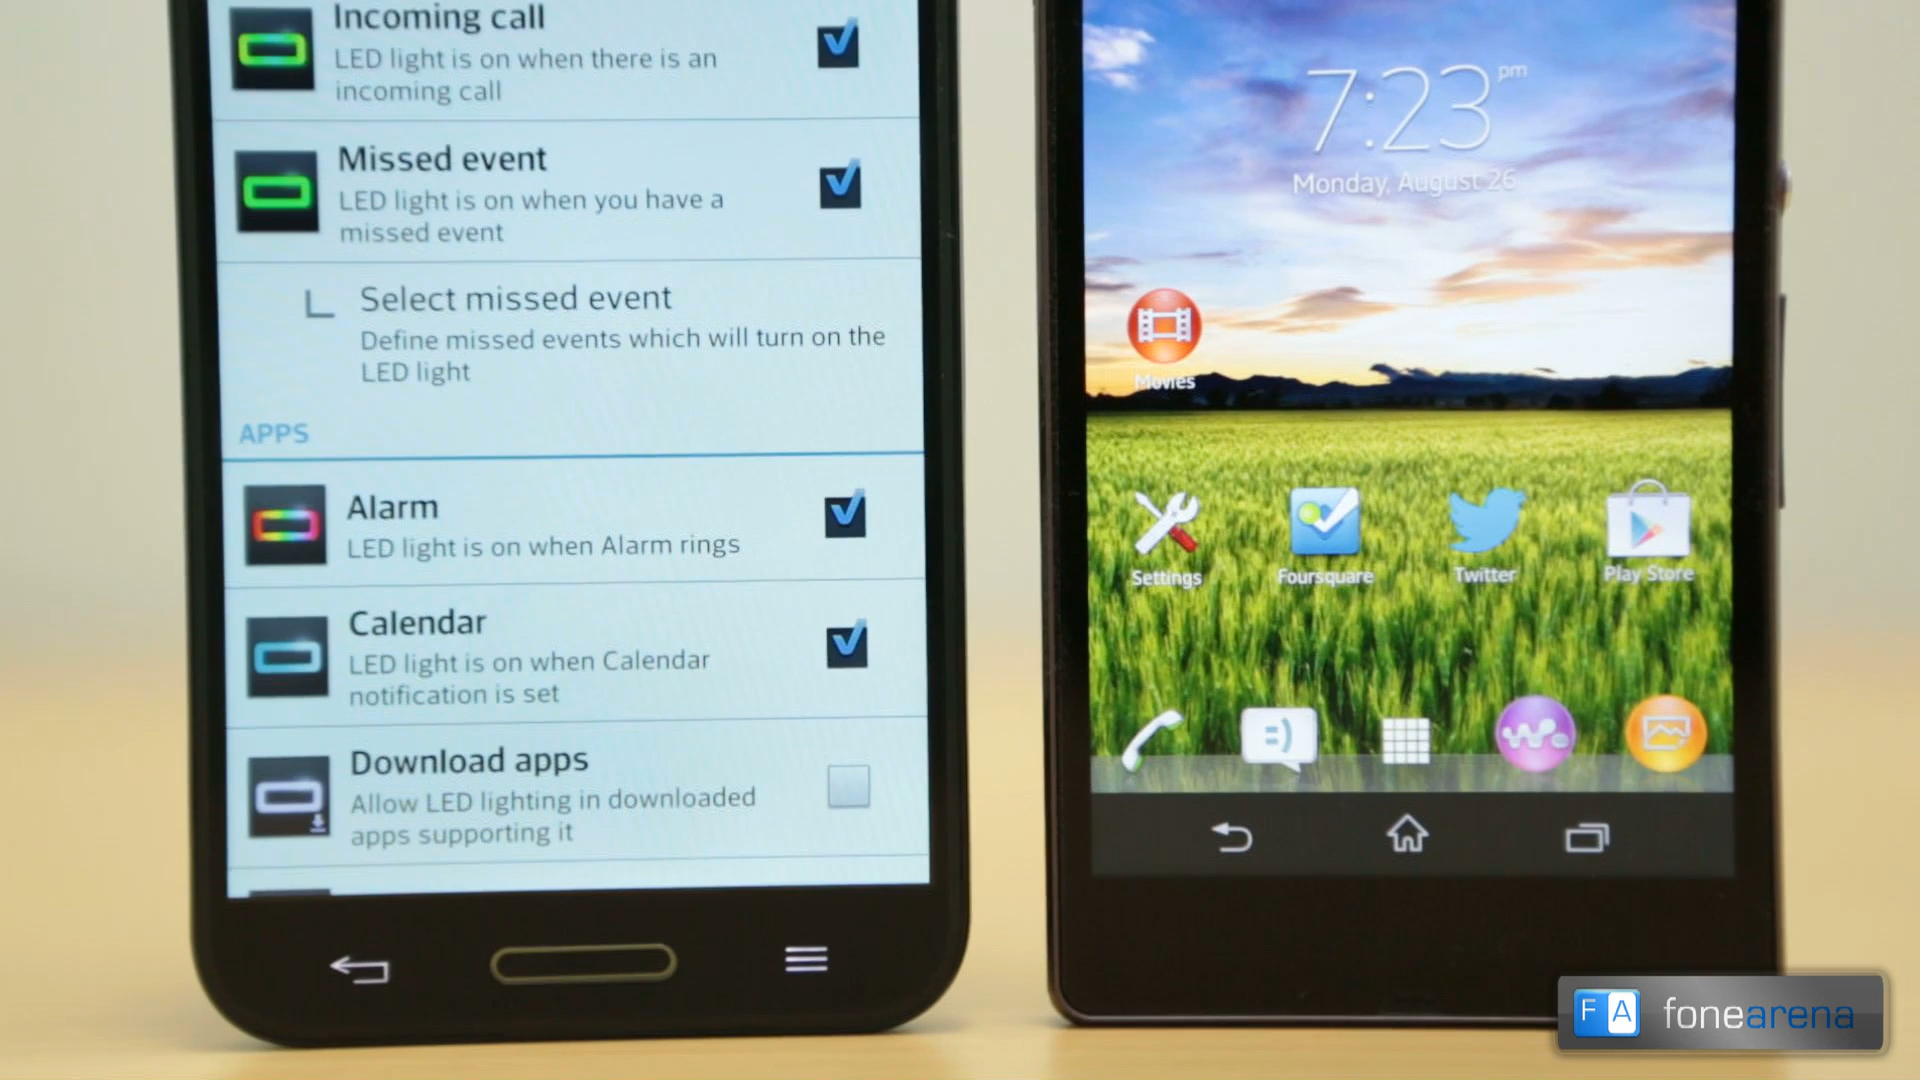 Incoming call
LED light is on when there is an
incoming call
Missed event
LED light is on when you have a
missed event
Select missed event
Define missed events which will turn on the
LED light
APPS
Alarm
LED light is on when Alarm rings
Calendar
LED light is on when Calendar
notification is set
Download apps
Allow LED lighting in downloaded
apps supporting it
7:23 pm
Monday, August 26
Movies
Settings
Foursquare
Twitter
Play Store
:)
FA fonearena